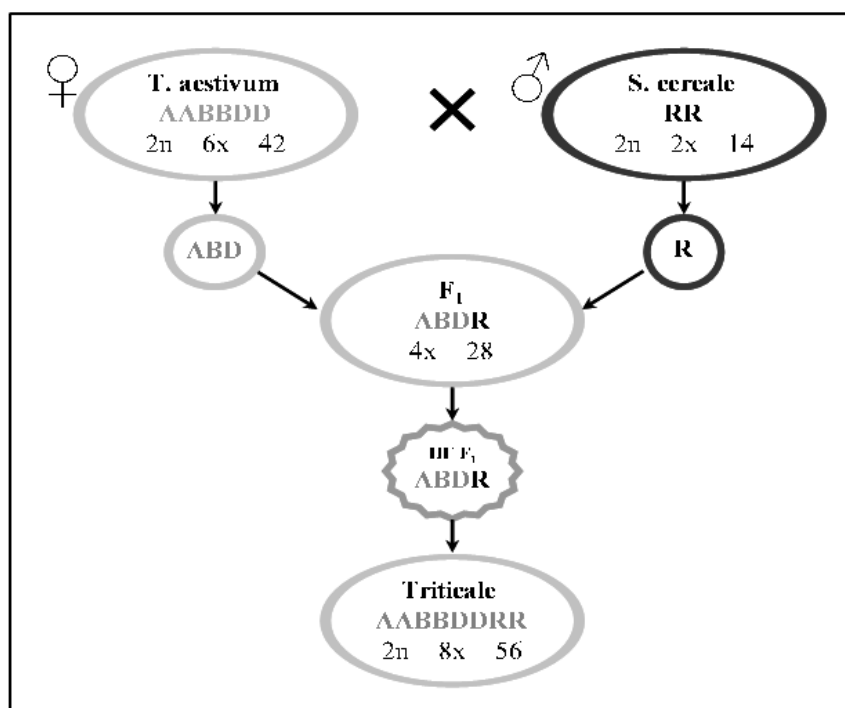 T. aestivum
AABBDD
2n 6x 42
S. cereale
RR
2n 2x 14
ABD
R
F₁
ABDR
4x 28
F₁
ABDR
Triticale
AABBDDRR
2n 8x 56